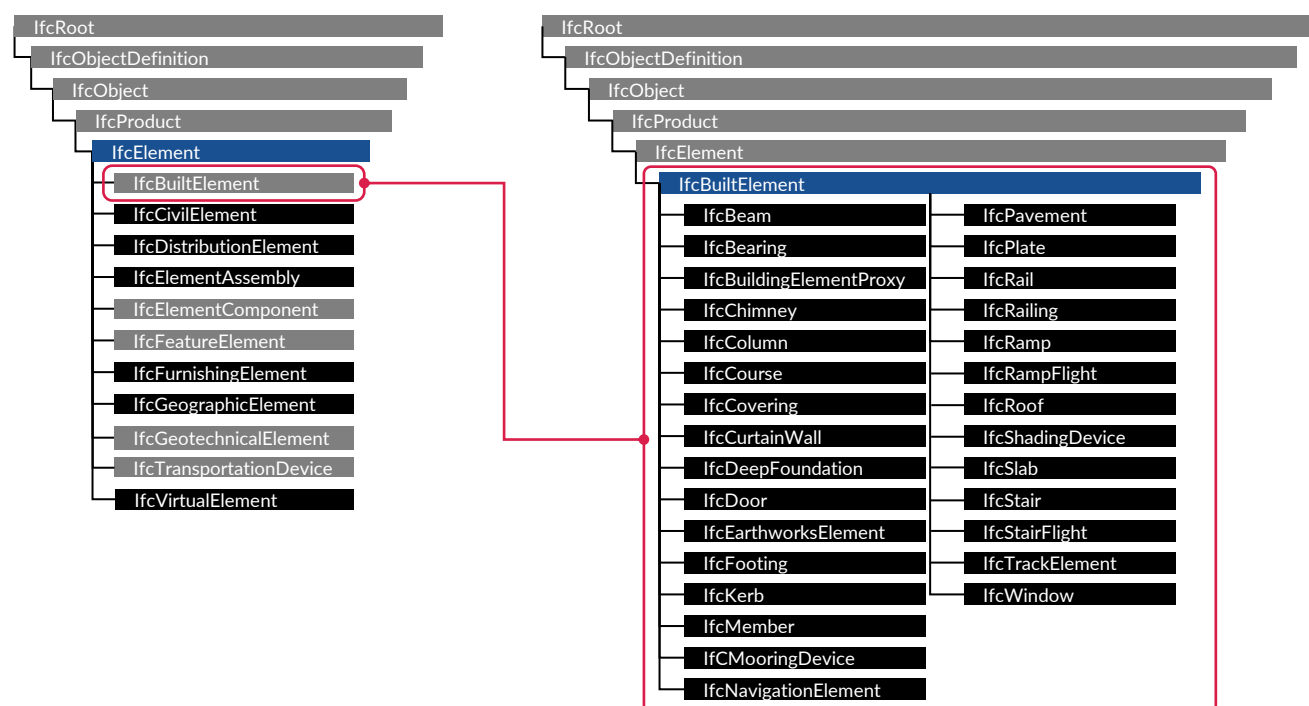 IfcRoot
IfcObjectDefinition
IfcObject
IfcProduct
IfcElement
IfcBuiltElement
IfcCivilElement
IfcDistributionElement
IfcElementAssembly
IfcElementComponent
IfcFeatureElement
IfcFurnishingElement
IfcGeographicElement
IfcGeotechnicalElement
IfcTransportationDevice
IfcVirtualElement
IfcRoot
IfcObjectDefinition
IfcObject
IfcProduct
IfcElement
IfcBuiltElement
IfcBeam
IfcBearing
IfcBuildingElementProxy
IfcChimney
IfcColumn
IfcCourse
IfcCovering
IfcCurtainWall
IfcDeepFoundation
IfcDoor
IfcEarthworksElement
IfcFooting
IfcKerb
IfcMember
IfCMooringDevice
IfcNavigationElement
IfcPavement
IfcPlate
IfcRail
IfcRailing
IfcRamp
IfcRampFlight
IfcRoof
IfcShadingDevice
IfcSlab
IfcStair
IfcStairFlight
IfcTrackElement
IfcWindow